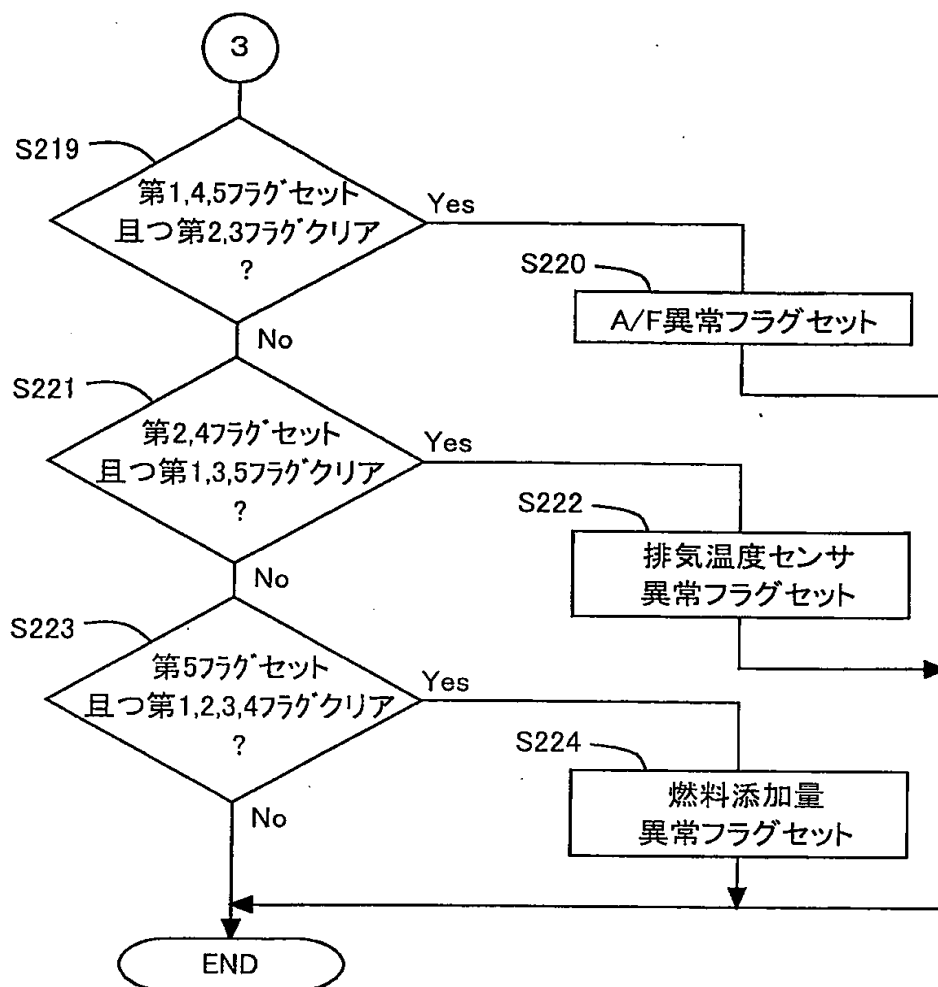 3
S219
第1,4,5フラグセット
且つ第2,3フラグクリア
?
Yes
No
S220
A/F異常フラグセット
S221
第2,4フラグセット
且つ第1,3,5フラグクリア
?
Yes
No
S222
排気温度センサ
異常フラグセット
S223
第5フラグセット
且つ第1,2,3,4フラグクリア
?
Yes
No
S224
燃料添加量
異常フラグセット
END